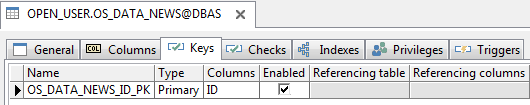 OPEN_USER.OS_DATA_NEWS@DBAS
General COL Columns Keys Checks Indexes Privileges Triggers
Name Type Columns Enabled Referencing table Referencing columns
OS_DATA_NEWS_ID_PK Primary ID